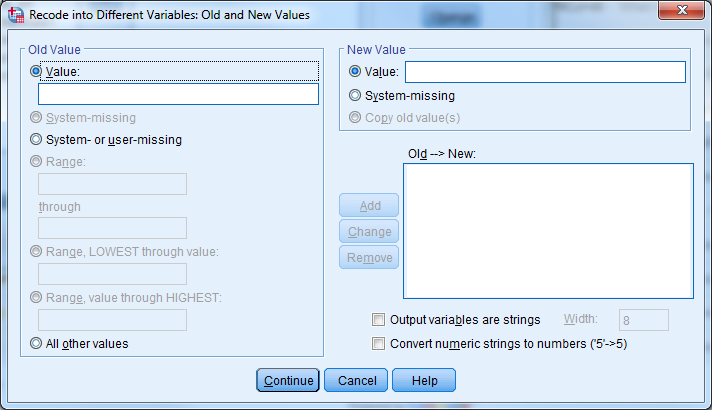 Recode into Different Variables: Old and New Values
Old Value
Value:
System-missing
System- or user-missing
Range:
through
Range, LOWEST through value:
Range, value through HIGHEST:
All other values
New Value
Value:
System-missing
Copy old value(s)
Old --> New:
Add
Change
Remove
Output variables are strings
Width:
8
Convert numeric strings to numbers ('5'->5)
Continue
Cancel
Help